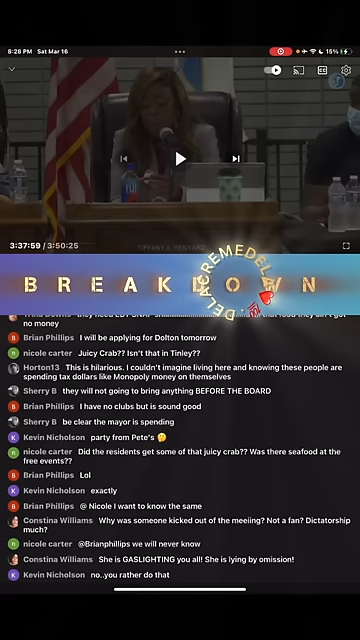 8:28 PM Sat Mar 16
15%
CC
FIJI
3:37:59 / 3:50:25
TIFFANY A. HENYARD
BREAKDOWN
DELACREMEDELA
no money
Brian Phillips I will be applying for Dolton tomorrow
nicole carter Juicy Crab?? Isn't that in Tinley??
Horton13 This is hilarious. I couldn't imagine living here and knowing these people are
spending tax dollars like Monopoly money on themselves
Sherry B they will not going to bring anything BEFORE THE BOARD
Brian Phillips I have no clubs but is sound good
Sherry B be clear the mayor is spending
Kevin Nicholson party from Pete's 🤔
nicole carter Did the residents get some of that juicy crab?? Was there seafood at the
free events??
Brian Phillips Lol
Kevin Nicholson exactly
Brian Phillips @ Nicole I want to know the same
Constina Williams Why was someone kicked out of the meeiing? Not a fan? Dictatorship
much?
nicole carter @Brianphillips we will never know
Constina Williams She is GASLIGHTING you all! She is lying by omission!
Kevin Nicholson no..you rather do that